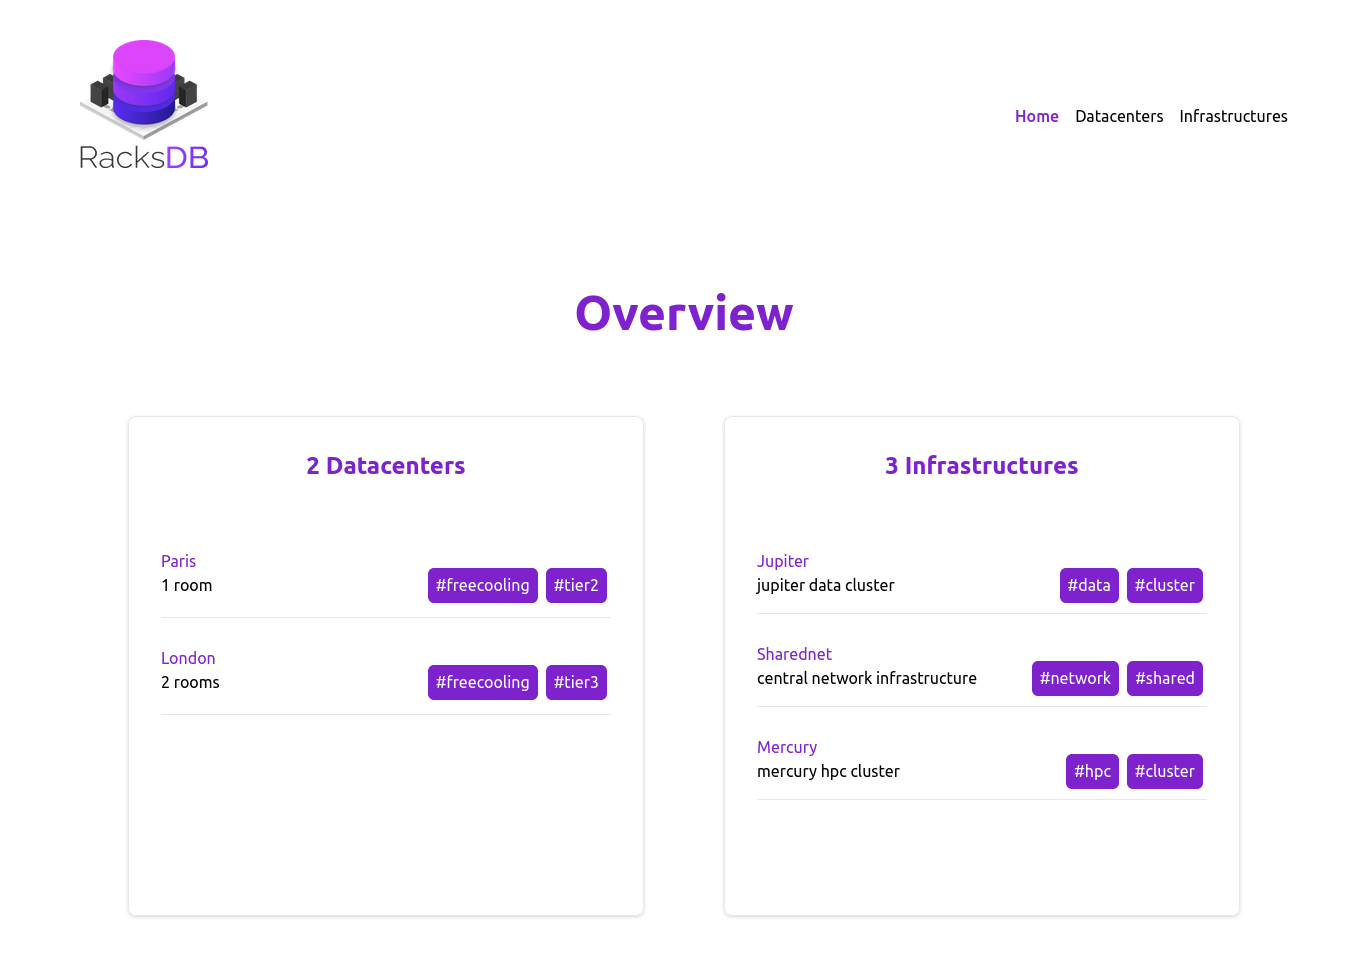 RacksDB
Home Datacenters Infrastructures
Overview
2 Datacenters
Paris
1 room #freecooling #tier2
London
2 rooms #freecooling #tier3
3 Infrastructures
Jupiter
jupiter data cluster #data #cluster
Sharednet
central network infrastructure #network #shared
Mercury
mercury hpc cluster #hpc #cluster